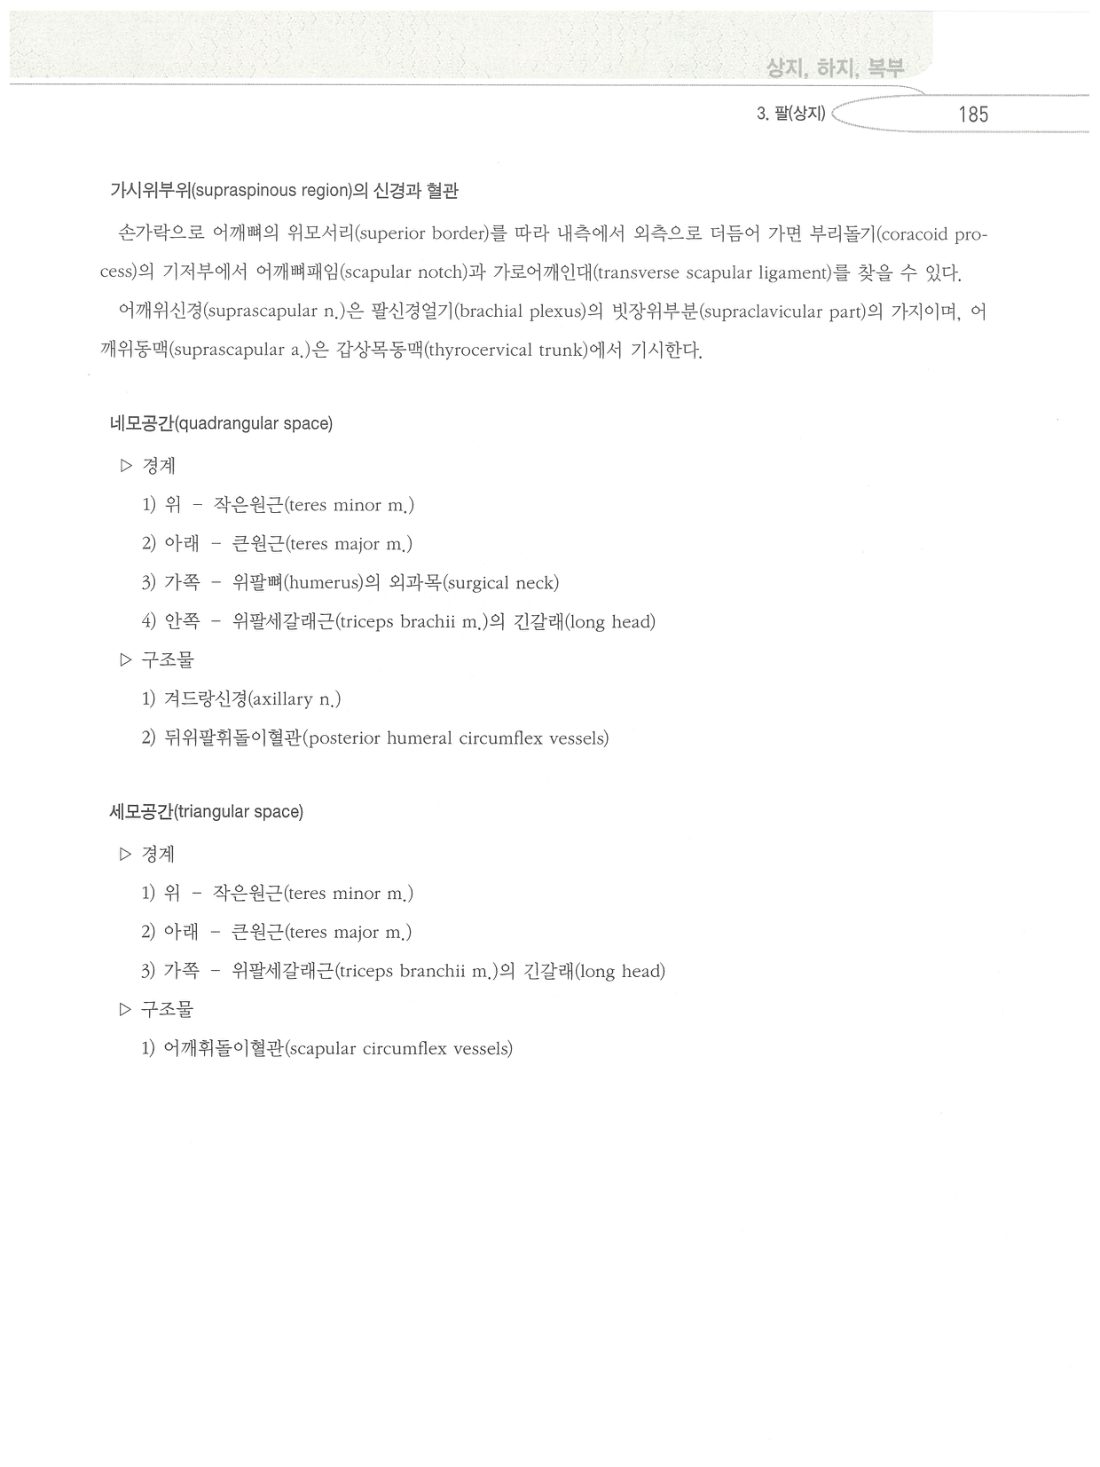 상지, 하지, 복부
3. 팔(상지)
185
가시위부위(supraspinous region)의 신경과 혈관
손가락으로 어깨뼈의 위모서리(superior border)를 따라 내측에서 외측으로 더듬어 가면 부리돌기(coracoid pro-
cess)의 기저부에서 어깨뼈패임(scapular notch)과 가로어깨인대(transverse scapular ligament)를 찾을 수 있다.
어깨위신경(suprascapular n.)은 팔신경얼기(brachial plexus)의 빗장위부분(supraclavicular part)의 가지이며, 어
깨위동맥(suprascapular a.)은 갑상목동맥(thyrocervical trunk)에서 기시한다.
네모공간(quadrangular space)
▷ 경계
1) 위 - 작은원근(teres minor m.)
2) 아래 - 큰원근(teres major m.)
3) 가쪽 - 위팔뼈(humerus)의 외과목(surgical neck)
4) 안쪽 - 위팔세갈래근(triceps brachii m.)의 긴갈래(long head)
▷ 구조물
1) 겨드랑신경(axillary n.)
2) 뒤위팔휘돌이혈관(posterior humeral circumflex vessels)
세모공간(triangular space)
▷ 경계
1) 위 - 작은원근(teres minor m.)
2) 아래 - 큰원근(teres major m.)
3) 가쪽 - 위팔세갈래근(triceps branchii m.)의 긴갈래(long head)
▷ 구조물
1) 어깨휘돌이혈관(scapular circumflex vessels)